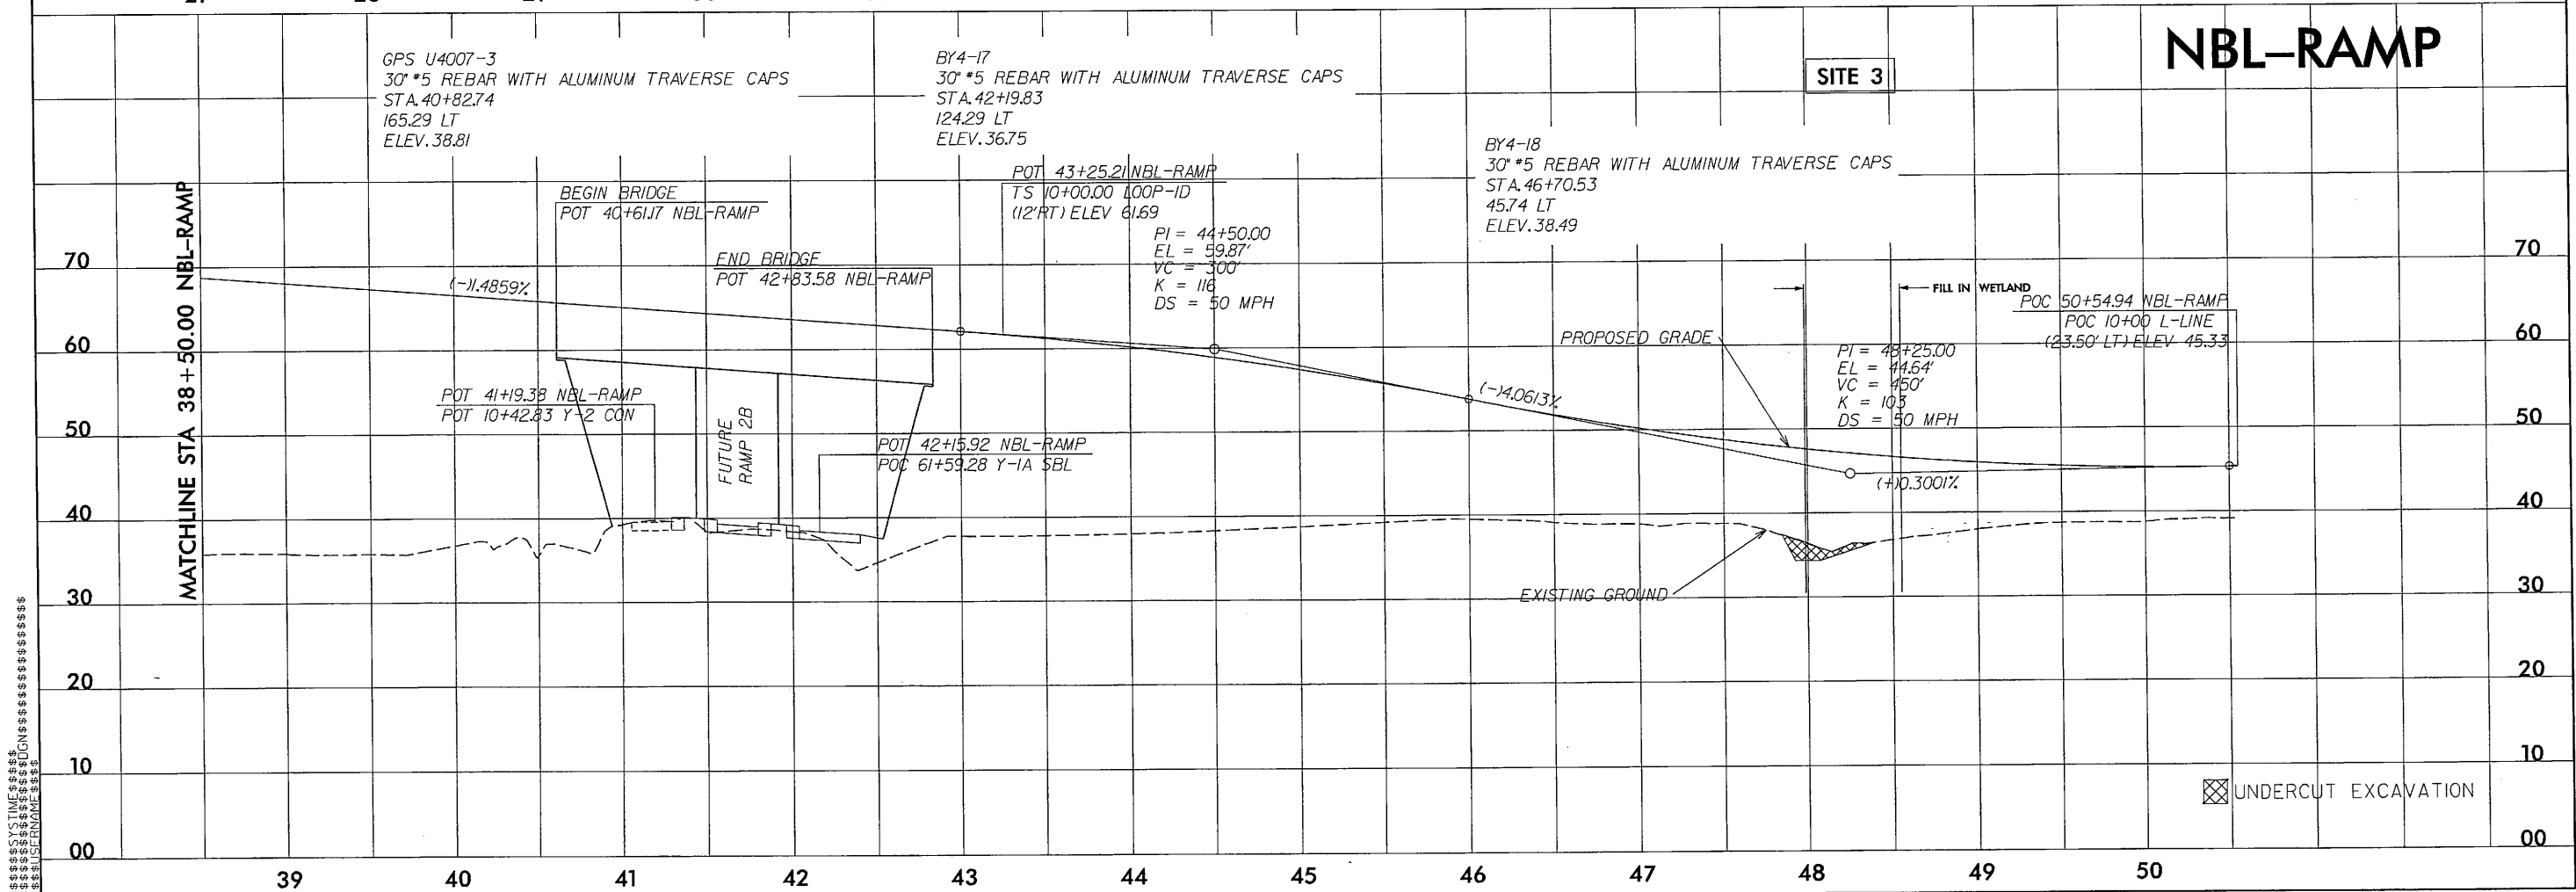 NBL–RAMP
GPS U4007-3
30" #5 REBAR WITH ALUMINUM TRAVERSE CAPS
STA. 40+82.74
165.29 LT
ELEV. 38.81
BY4-17
30" #5 REBAR WITH ALUMINUM TRAVERSE CAPS
STA. 42+19.83
124.29 LT
ELEV. 36.75
SITE 3
BY4-18
30" #5 REBAR WITH ALUMINUM TRAVERSE CAPS
STA. 46+70.53
45.74 LT
ELEV. 38.49
MATCHLINE STA 38+50.00 NBL–RAMP
BEGIN BRIDGE
POT 40+61.17 NBL-RAMP
END BRIDGE
POT 42+83.58 NBL-RAMP
POT 43+25.21 NBL-RAMP
TS 10+00.00 LOOP-ID
(12'RT) ELEV 61.69
PI = 44+50.00
EL = 59.87'
VC = 300'
K = 116
DS = 50 MPH
(-)1.4859%
POT 41+19.38 NBL-RAMP
POT 10+42.83 Y-2 CON
FUTURE
RAMP 2B
POT 42+15.92 NBL-RAMP
POC 61+59.28 Y-1A SBL
(-)4.0613%
PROPOSED GRADE
FILL IN WETLAND
PI = 48+25.00
EL = 44.64'
VC = 450'
K = 103
DS = 50 MPH
POC 50+54.94 NBL-RAMP
POC 10+00 L-LINE
(23.50' LT) ELEV 45.33
(+)0.3001%
EXISTING GROUND
UNDERCUT EXCAVATION
70 70
60 60
50 50
40 40
30 30
20 20
10 10
00 00
39 40 41 42 43 44 45 46 47 48 49 50